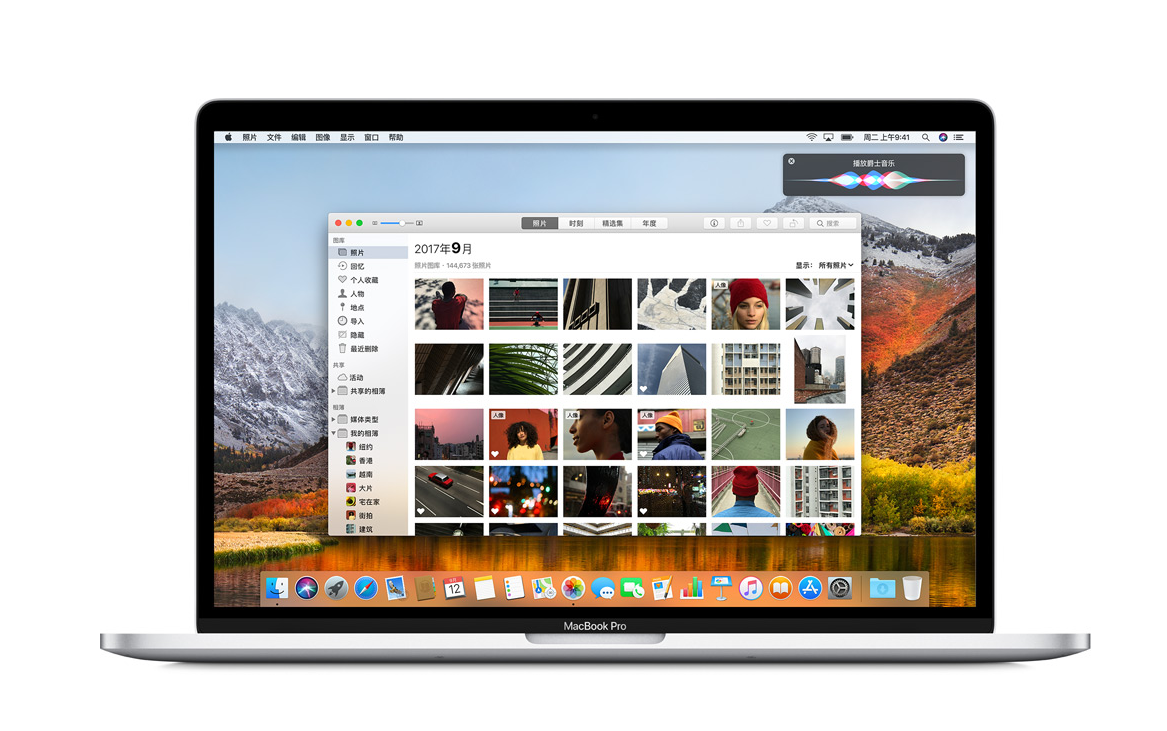 照片 文件 编辑 图像 显示 窗口 帮助
周二 上午9:41
播放爵士音乐
照片 时刻 精选集 年度
搜索
图库
照片
回忆
个人收藏
人物
地点
导入
隐藏
最近删除
共享
活动
共享的相簿
相簿
媒体类型
我的相簿
纽约
香港
越南
大片
宅在家
街拍
建筑
2017年9月
照片图库 - 144,673 张照片
显示: 所有照片
人像
人像
人像
人像
12
MacBook Pro